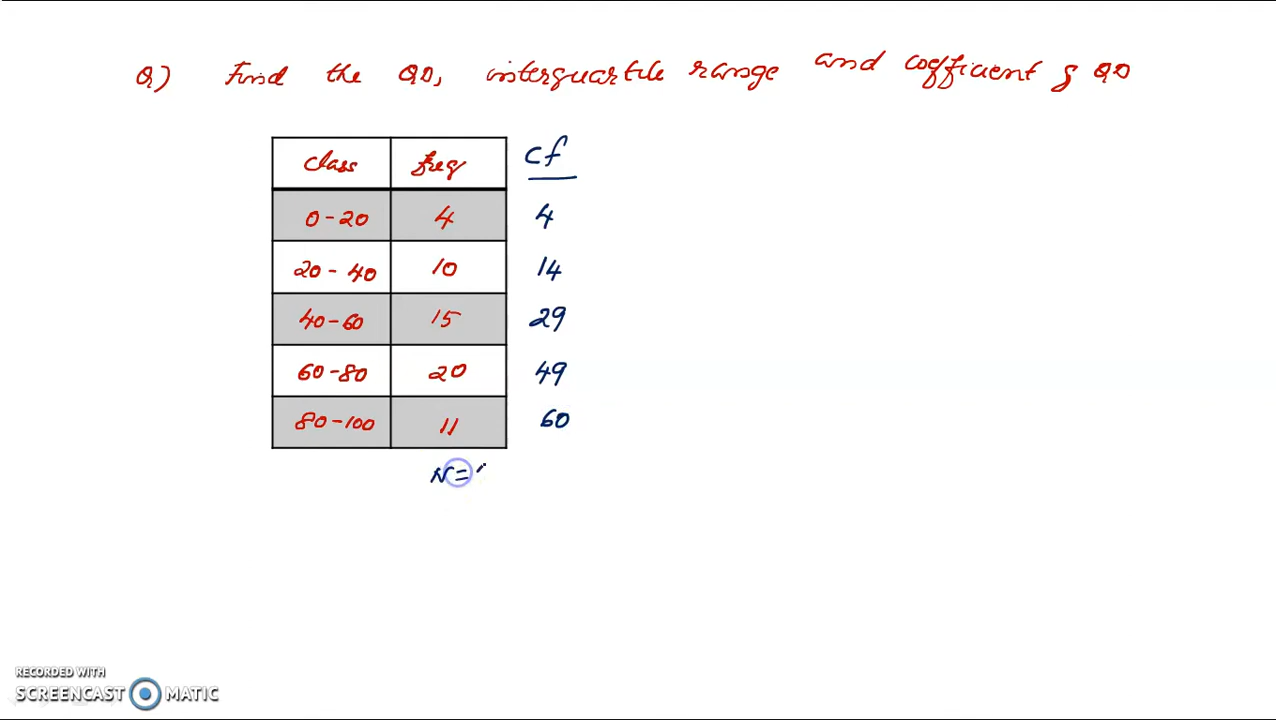 Q) Find the QD, interquartile range and coefficient of QD
class freq cf
0-20 4 4
20-40 10 14
40-60 15 29
60-80 20 49
80-100 11 60
N=
RECORDED WITH
SCREENCAST MATIC